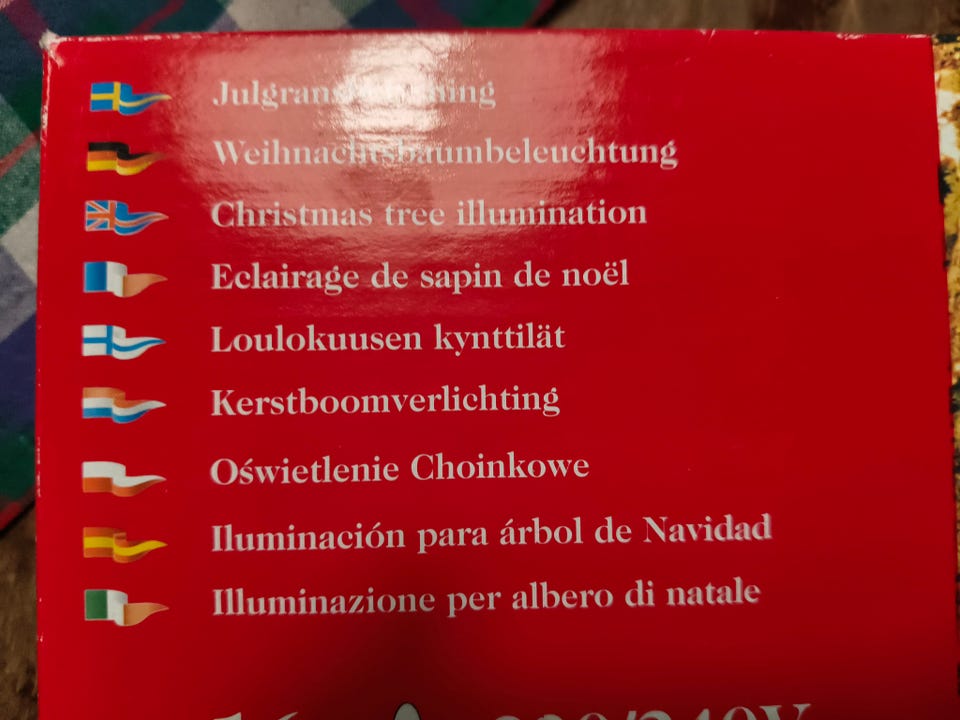 Weihnachtsbaumbeleuchtung
Christmas tree illumination
Eclairage de sapin de noël
Loulokuusen kynttilät
Kerstboomverlichting
Oświetlenie Choinkowe
Iluminación para árbol de Navidad
Illuminazione per albero di natale